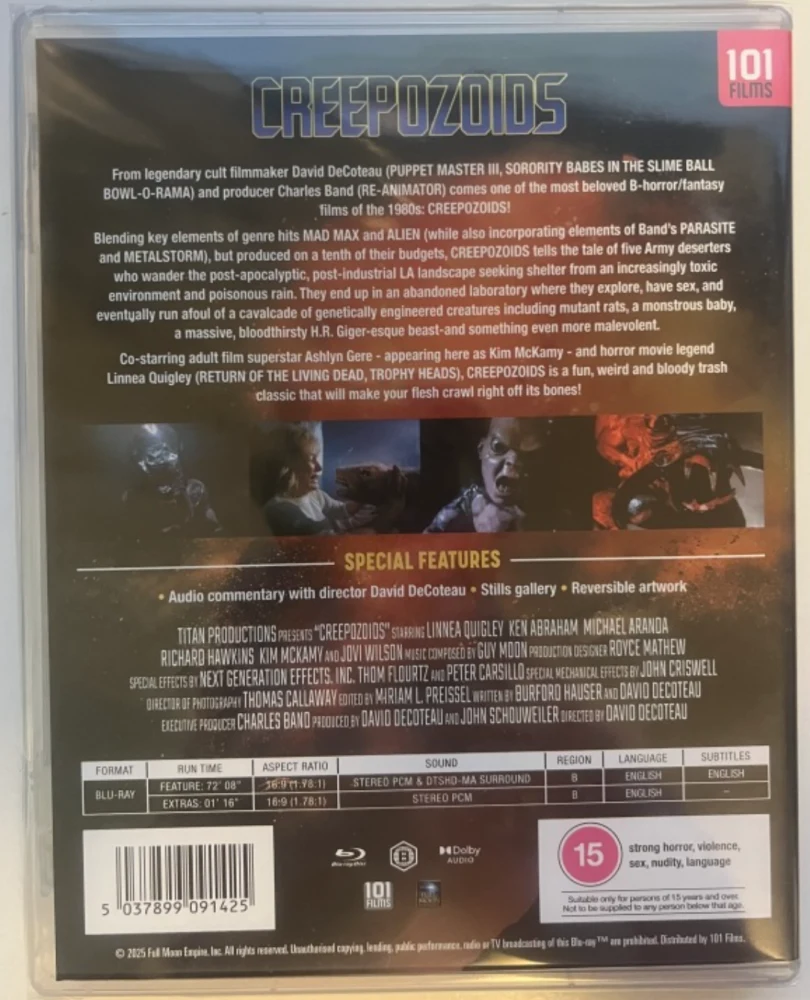 101
FILMS
CREEPOZOIDS
From legendary cult filmmaker David DeCoteau (PUPPET MASTER III, SORORITY BABES IN THE SLIME BALL
BOWL-O-RAMA) and producer Charles Band (RE-ANIMATOR) comes one of the most beloved B-horror/fantasy
films of the 1980s: CREEPOZOIDS!
Blending key elements of genre hits MAD MAX and ALIEN (while also incorporating elements of Band's PARASITE
and METALSTORM), but produced on a tenth of their budgets, CREEPOZOIDS tells the tale of five Army deserters
who wander the post-apocalyptic, post-industrial LA landscape seeking shelter from an increasingly toxic
environment and poisonous rain. They end up in an abandoned laboratory where they explore, have sex, and
eventually run afoul of a cavalcade of genetically engineered creatures including mutant rats, a monstrous baby,
a massive, bloodthirsty H.R. Giger-esque beast-and something even more malevolent.
Co-starring adult film superstar Ashlyn Gere - appearing here as Kim McKamy - and horror movie legend
Linnea Quigley (RETURN OF THE LIVING DEAD, TROPHY HEADS), CREEPOZOIDS is a fun, weird and bloody trash
classic that will make your flesh crawl right off its bones!
SPECIAL FEATURES
• Audio commentary with director David DeCoteau • Stills gallery • Reversible artwork
TITAN PRODUCTIONS PRESENTS "CREEPOZOIDS" STARRING LINNEA QUIGLEY KEN ABRAHAM MICHAEL ARANDA
RICHARD HAWKINS KIM MCKAMY AND JOVI WILSON MUSIC COMPOSED BY GUY MOON PRODUCTION DESIGNER ROYCE MATHEW
SPECIAL EFFECTS BY NEXT GENERATION EFFECTS, INC. THOM FLOURTZ AND PETER CARSILLO SPECIAL MECHANICAL EFFECTS BY JOHN CRISWELL
DIRECTOR OF PHOTOGRAPHY THOMAS CALLAWAY EDITED BY MIRIAM L. PREISSEL WRITTEN BY BURFORD HAUSER AND DAVID DECOTEAU
EXECUTIVE PRODUCER CHARLES BAND PRODUCED BY DAVID DECOTEAU AND JOHN SCHOUWEILER DIRECTED BY DAVID DECOTEAU
FORMAT RUN TIME ASPECT RATIO SOUND REGION LANGUAGE SUBTITLES
BLU-RAY FEATURE: 72' 08" 16:9 (1.78:1) STEREO PCM & DTSHD-MA SURROUND B ENGLISH ENGLISH
EXTRAS: 01' 16" 16:9 (1.78:1) STEREO PCM B ENGLISH –
5 037899 091425
Blu-ray Disc
B
Dolby
AUDIO
101
FILMS
15
strong horror, violence,
sex, nudity, language
Suitable only for persons of 15 years and over.
Not to be supplied to any person below that age.
© 2025 Full Moon Empire, Inc. All rights reserved. Unauthorised copying, lending, public performance, radio or TV broadcasting of this Blu-ray™ are prohibited. Distributed by 101 Films.